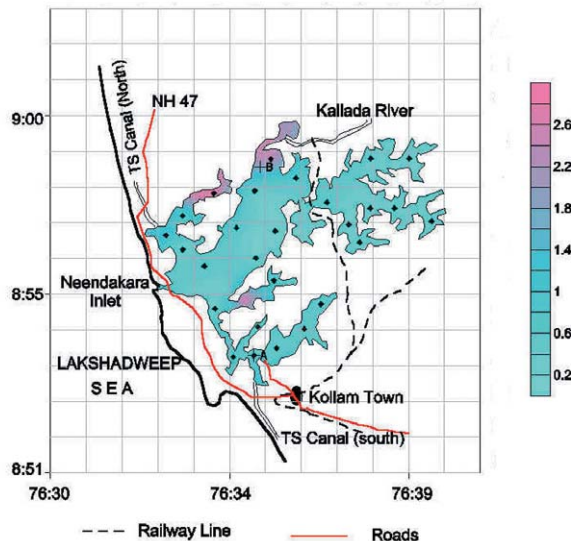 9:00
8:55
8:51
76:30
76:34
76:39
NH 47
TS Canal (North)
Kallada River
B
Neendakara
Inlet
LAKSHADWEEP
SEA
A
Kollam Town
TS Canal (south)
2.6
2.2
1.8
1.4
1
0.6
0.2
Railway Line
Roads